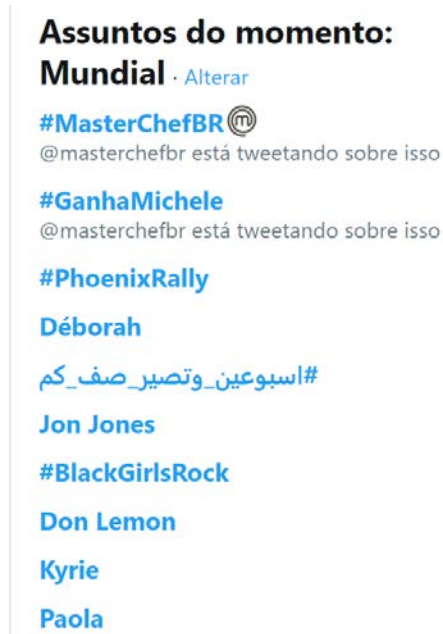 Assuntos do momento:
Mundial · Alterar
#MasterChefBR
@masterchefbr está tweetando sobre isso
#GanhaMichele
@masterchefbr está tweetando sobre isso
#PhoenixRally
Déborah
#اسبوعين_وتصير_صف_كم
Jon Jones
#BlackGirlsRock
Don Lemon
Kyrie
Paola